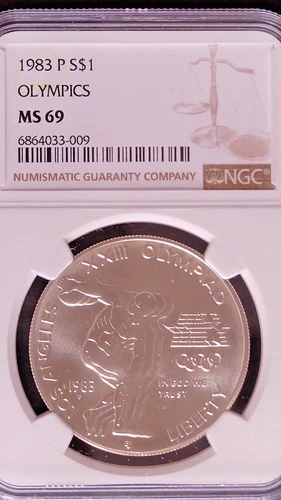 1983 P S$1
OLYMPICS
MS 69
6864033-009
NUMISMATIC GUARANTY COMPANY NGC®
LOS ANGELES XXIII OLYMPIAD
1983
P
IN GOD WE
TRUST
LIBERTY